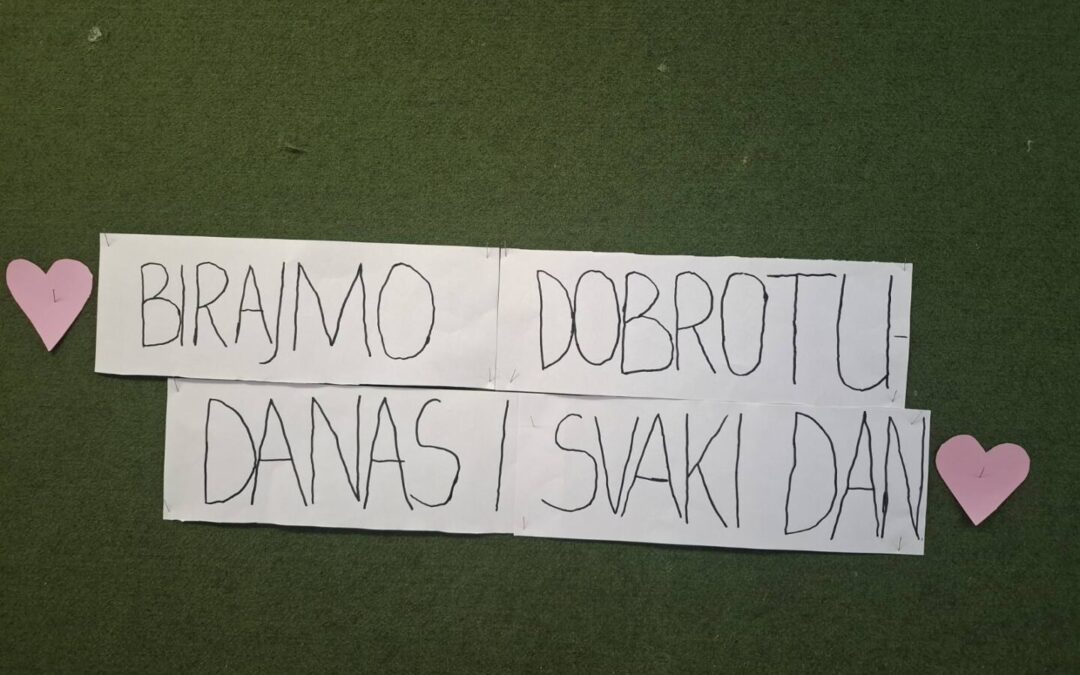 BIRAJMO DOBROTU-
DANAS I SVAKI DAN